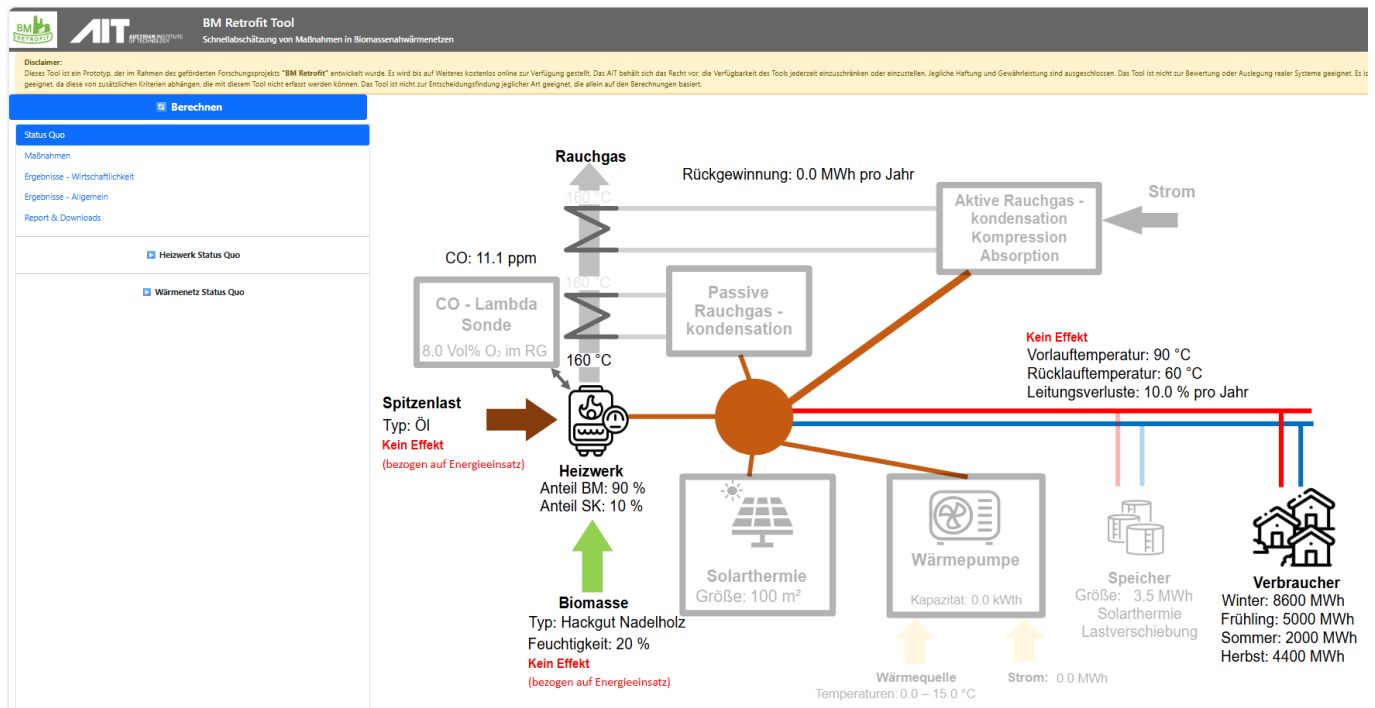 BM
RETROFIT
AIT AUSTRIAN INSTITUTE
OF TECHNOLOGY
BM Retrofit Tool
Schnellabschätzung von Maßnahmen in Biomassenahwärmenetzen
Disclaimer:
Dieses Tool ist ein Prototyp, der im Rahmen des geförderten Forschungsprojekts "BM Retrofit" entwickelt wurde. Es wird bis auf Weiteres kostenlos online zur Verfügung gestellt. Das AIT behält sich das Recht vor, die Verfügbarkeit des Tools jederzeit einzuschränken oder einzustellen. Jegliche Haftung und Gewährleistung sind ausgeschlossen. Das Tool ist nicht zur Bewertung oder Auslegung realer Systeme geeignet. Es is
geeignet, da diese von zusätzlichen Kriterien abhängen, die mit diesem Tool nicht erfasst werden können. Das Tool ist nicht zur Entscheidungsfindung jeglicher Art geeignet, die allein auf den Berechnungen basiert.
Berechnen
Status Quo
Maßnahmen
Ergebnisse - Wirtschaftlichkeit
Ergebnisse - Allgemein
Report & Downloads
Heizwerk Status Quo
Wärmenetz Status Quo
Rauchgas
160 °C
Rückgewinnung: 0.0 MWh pro Jahr
Aktive Rauchgas -
kondensation
Kompression
Absorption
Strom
CO: 11.1 ppm
CO - Lambda
Sonde
8.0 Vol% O₂ im RG
160 °C
160 °C
Passive
Rauchgas -
kondensation
Kein Effekt
Vorlauftemperatur: 90 °C
Rücklauftemperatur: 60 °C
Leitungsverluste: 10.0 % pro Jahr
Spitzenlast
Typ: Öl
Kein Effekt
(bezogen auf Energieeinsatz)
Heizwerk
Anteil BM: 90 %
Anteil SK: 10 %
Biomasse
Typ: Hackgut Nadelholz
Feuchtigkeit: 20 %
Kein Effekt
(bezogen auf Energieeinsatz)
Solarthermie
Größe: 100 m²
Wärmepumpe
Kapazität: 0.0 kWth
Wärmequelle
Temperaturen: 0.0 – 15.0 °C
Strom: 0.0 MWh
Speicher
Größe: 3.5 MWh
Solarthermie
Lastverschiebung
Verbraucher
Winter: 8600 MWh
Frühling: 5000 MWh
Sommer: 2000 MWh
Herbst: 4400 MWh